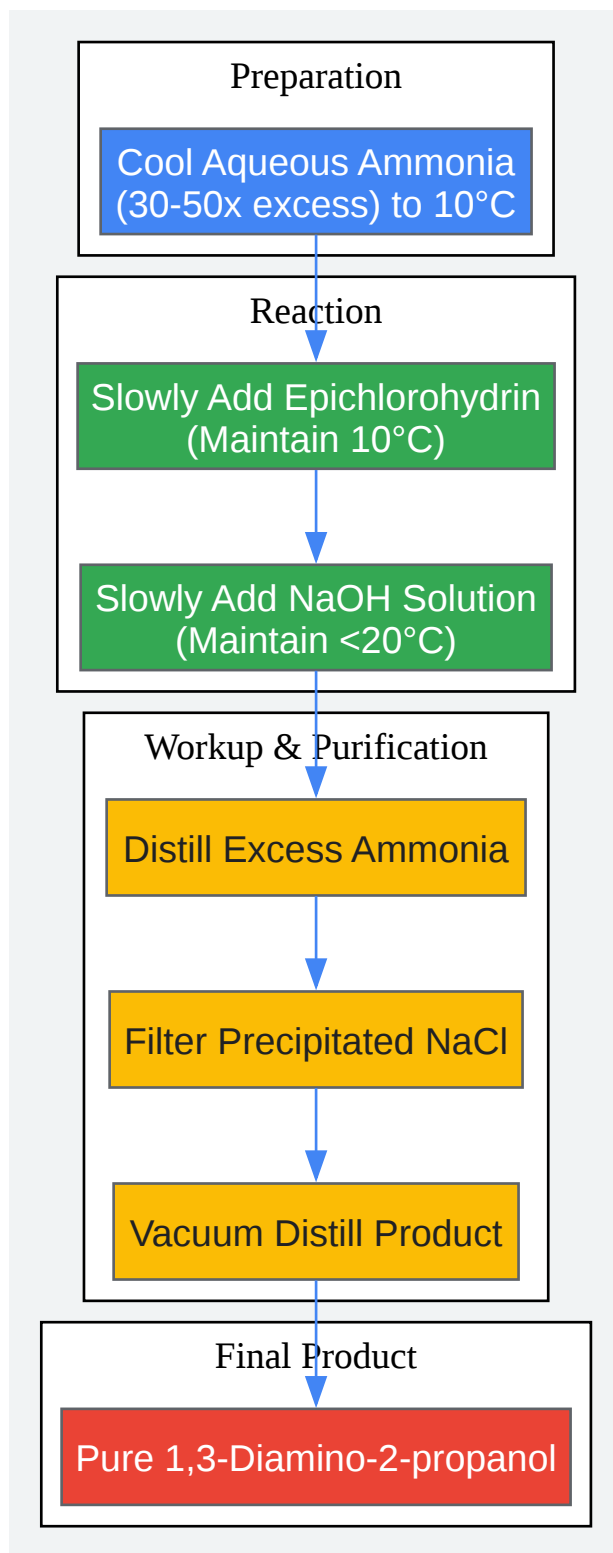 Preparation
Cool Aqueous Ammonia
(30-50x excess) to 10°C
Reaction
Slowly Add Epichlorohydrin
(Maintain 10°C)
Slowly Add NaOH Solution
(Maintain <20°C)
Workup & Purification
Distill Excess Ammonia
Filter Precipitated NaCl
Vacuum Distill Product
Final Product
Pure 1,3-Diamino-2-propanol